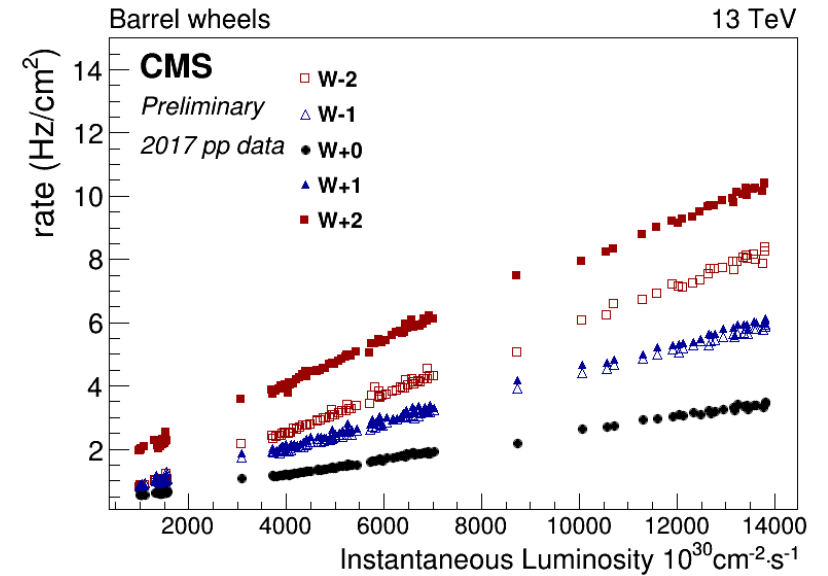 Barrel wheels 13 TeV
CMS
Preliminary
2017 pp data
W-2
W-1
W+0
W+1
W+2
rate (Hz/cm²)
14
12
10
8
6
4
2
2000 4000 6000 8000 10000 12000 14000
Instantaneous Luminosity 10³⁰cm⁻²·s⁻¹